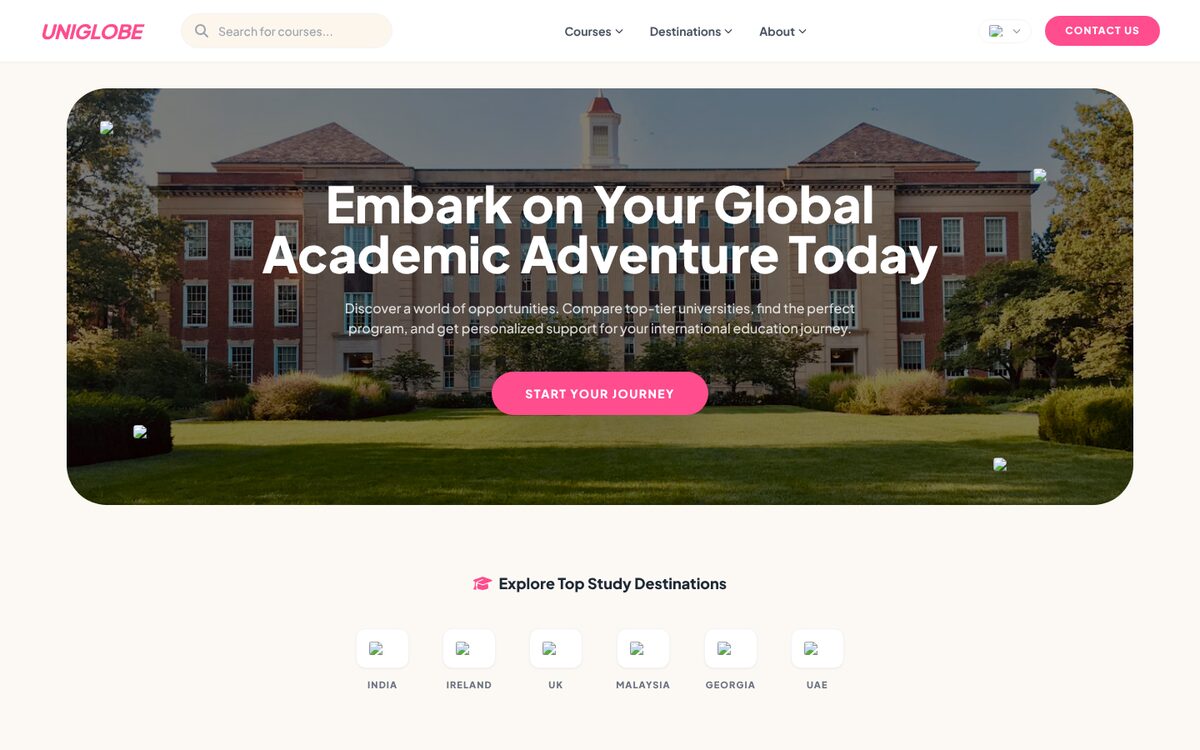 UNIGLOBE
Search for courses...
Courses
Destinations
About
CONTACT US
Embark on Your Global
Academic Adventure Today
Discover a world of opportunities. Compare top-tier universities, find the perfect
program, and get personalized support for your international education journey.
START YOUR JOURNEY
Explore Top Study Destinations
INDIA
IRELAND
UK
MALAYSIA
GEORGIA
UAE